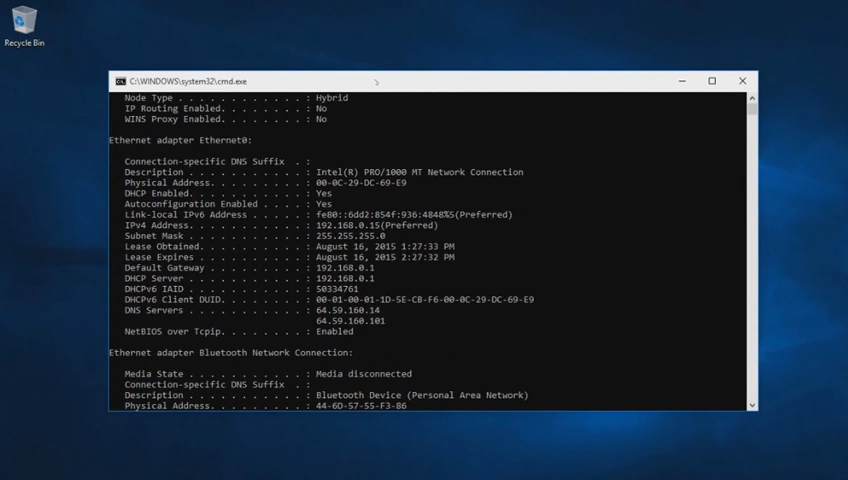 Recycle Bin
C:\WINDOWS\system32\cmd.exe
Node Type . . . . . . . . . . . . : Hybrid
IP Routing Enabled. . . . . . . . : No
WINS Proxy Enabled. . . . . . . . : No
Ethernet adapter Ethernet0:
Connection-specific DNS Suffix  . :
Description . . . . . . . . . . . : Intel(R) PRO/1000 MT Network Connection
Physical Address. . . . . . . . . : 00-0C-29-DC-69-E9
DHCP Enabled. . . . . . . . . . . : Yes
Autoconfiguration Enabled . . . . : Yes
Link-local IPv6 Address . . . . . : fe80::6dd2:854f:936:4848%5(Preferred)
IPv4 Address. . . . . . . . . . . : 192.168.0.15(Preferred)
Subnet Mask . . . . . . . . . . . : 255.255.255.0
Lease Obtained. . . . . . . . . . : August 16, 2015 1:27:33 PM
Lease Expires . . . . . . . . . . : August 16, 2015 2:27:32 PM
Default Gateway . . . . . . . . . : 192.168.0.1
DHCP Server . . . . . . . . . . . : 192.168.0.1
DHCPv6 IAID . . . . . . . . . . . : 50334761
DHCPv6 Client DUID. . . . . . . . : 00-01-00-01-1D-5E-CB-F6-00-0C-29-DC-69-E9
DNS Servers . . . . . . . . . . . : 64.59.160.14
64.59.160.101
NetBIOS over Tcpip. . . . . . . . : Enabled
Ethernet adapter Bluetooth Network Connection:
Media State . . . . . . . . . . . : Media disconnected
Connection-specific DNS Suffix  . :
Description . . . . . . . . . . . : Bluetooth Device (Personal Area Network)
Physical Address. . . . . . . . . : 44-6D-57-55-F3-86